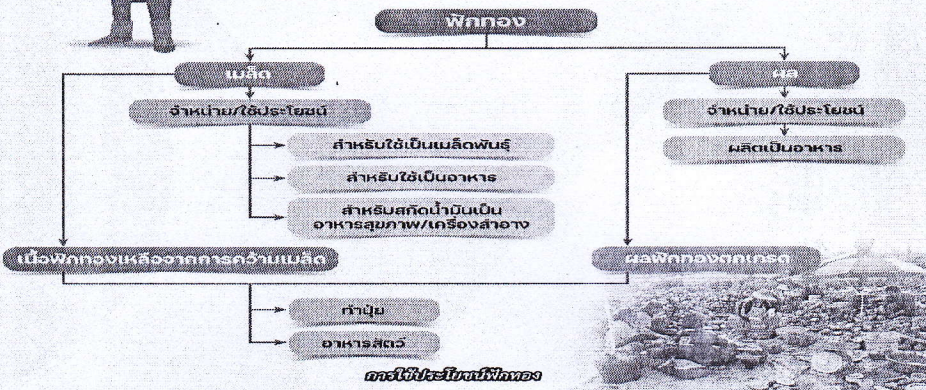 ฟักทอง
เมล็ด
ผล
จำหน่าย/ใช้ประโยชน์
จำหน่าย/ใช้ประโยชน์
สำหรับใช้เป็นเมล็ดพันธุ์
ผลิตเป็นอาหาร
สำหรับใช้เป็นอาหาร
สำหรับสกัดน้ำมันเป็น
อาหารสุขภาพ/เครื่องสำอาง
เนื้อฟักทองเหลือจากการคว้านเมล็ด
ผลฟักทองตกเกรด
ทำปุ๋ย
อาหารสัตว์
การใช้ประโยชน์ฟักทอง